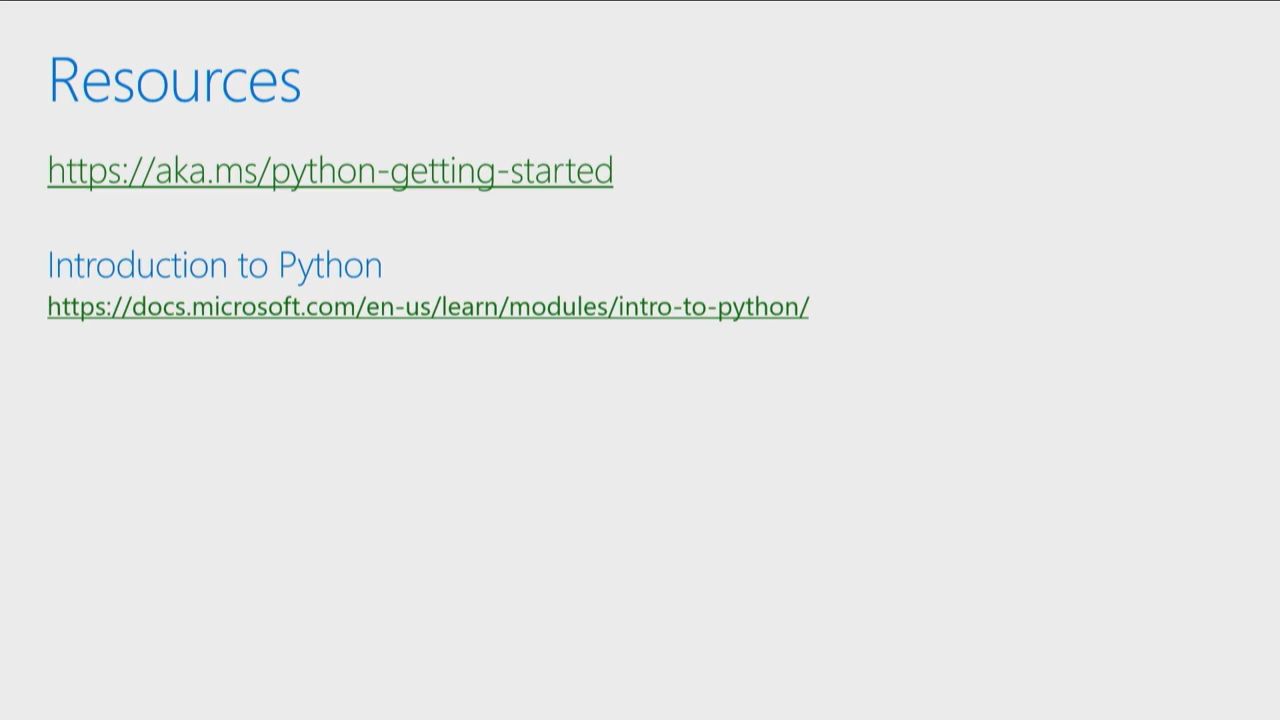 Resources
https://aka.ms/python-getting-started
Introduction to Python
https://docs.microsoft.com/en-us/learn/modules/intro-to-python/